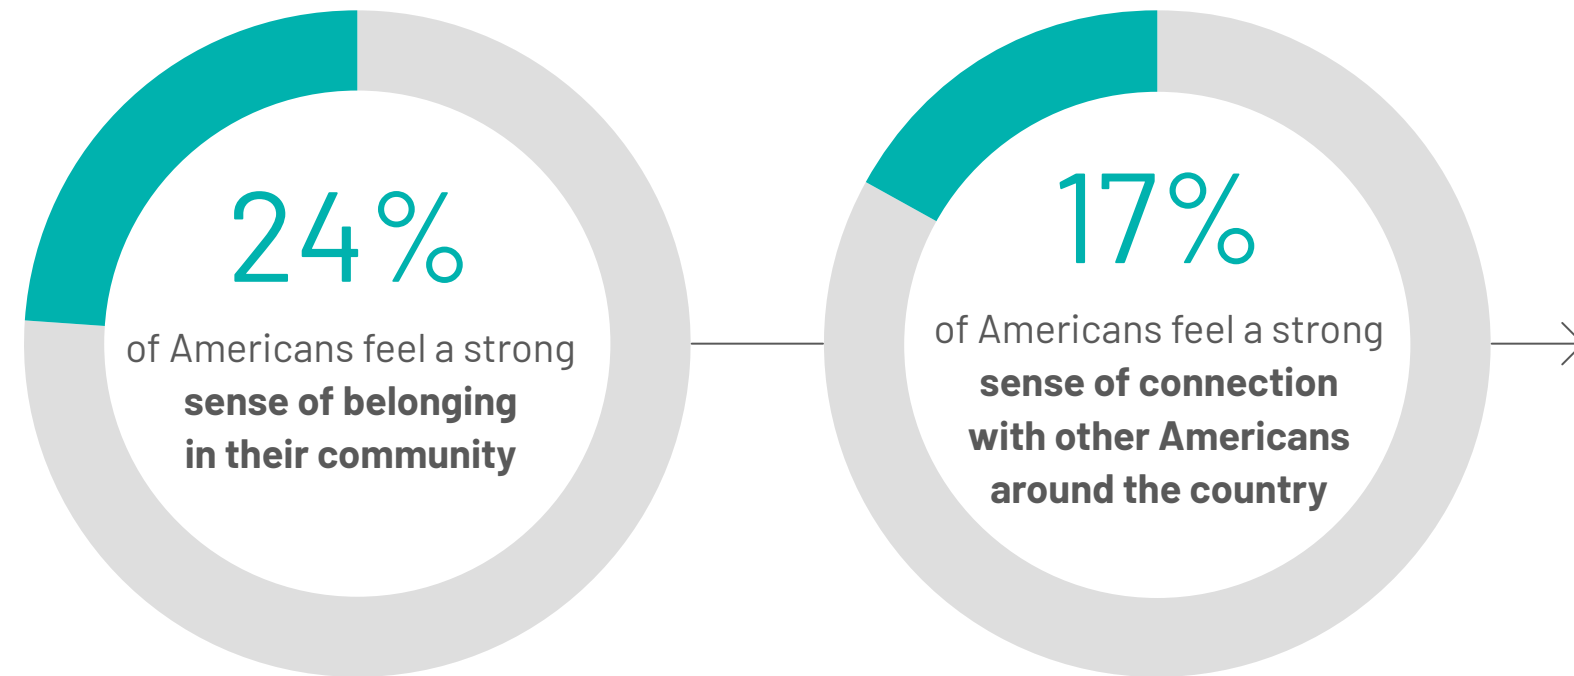 24%
of Americans feel a strong
sense of belonging
in their community
17%
of Americans feel a strong
sense of connection
with other Americans
around the country